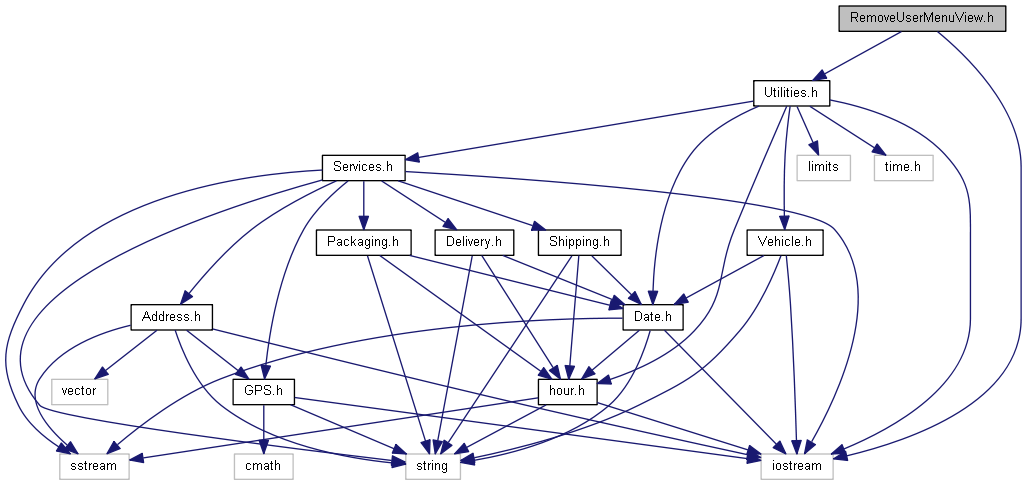 RemoveUserMenuView.h
Utilities.h
Services.h
limits
time.h
Packaging.h
Delivery.h
Shipping.h
Vehicle.h
Address.h
Date.h
vector
GPS.h
hour.h
sstream
cmath
string
iostream